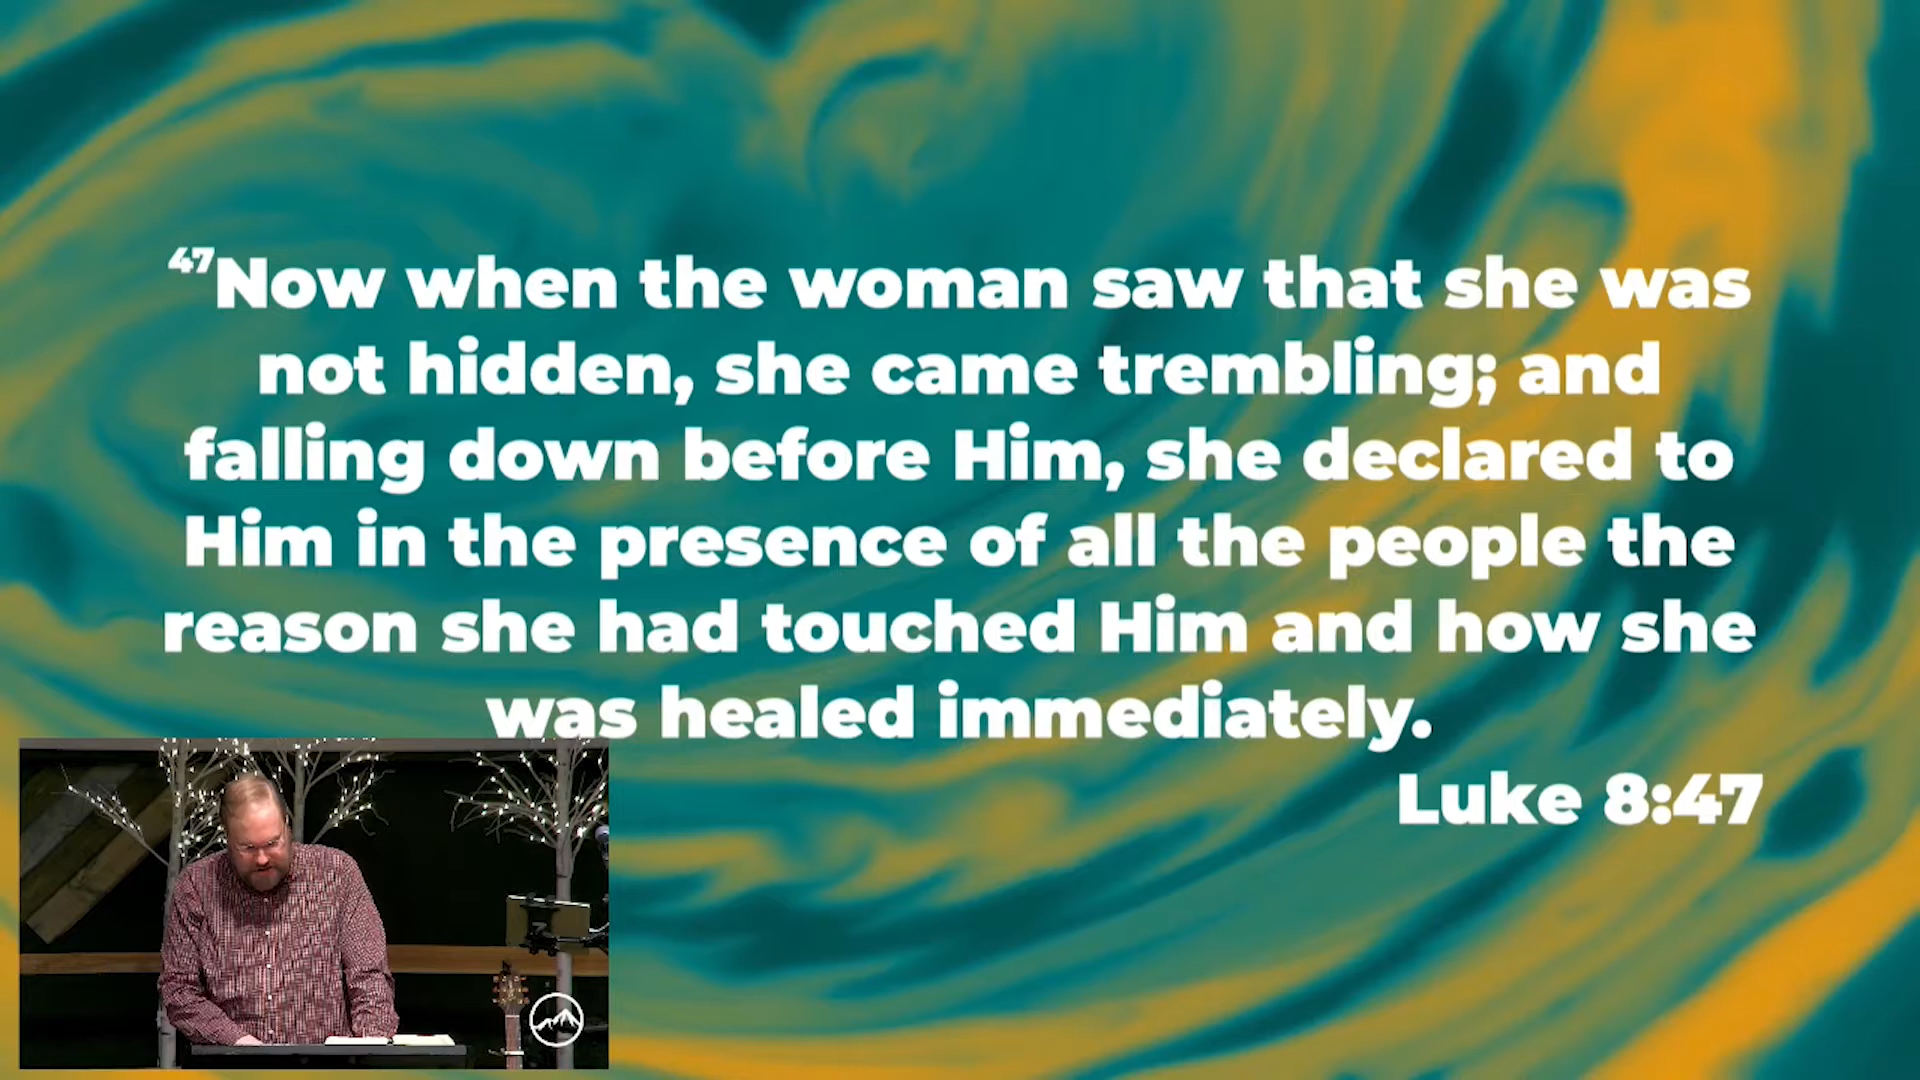 47Now when the woman saw that she was
not hidden, she came trembling; and
falling down before Him, she declared to
Him in the presence of all the people the
reason she had touched Him and how she
was healed immediately.
Luke 8:47